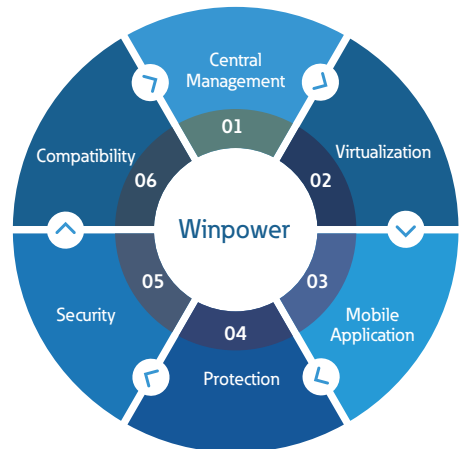 Central
Management
01
Virtualization
02
Mobile
Application
03
Protection
04
Security
05
Compatibility
06
Winpower